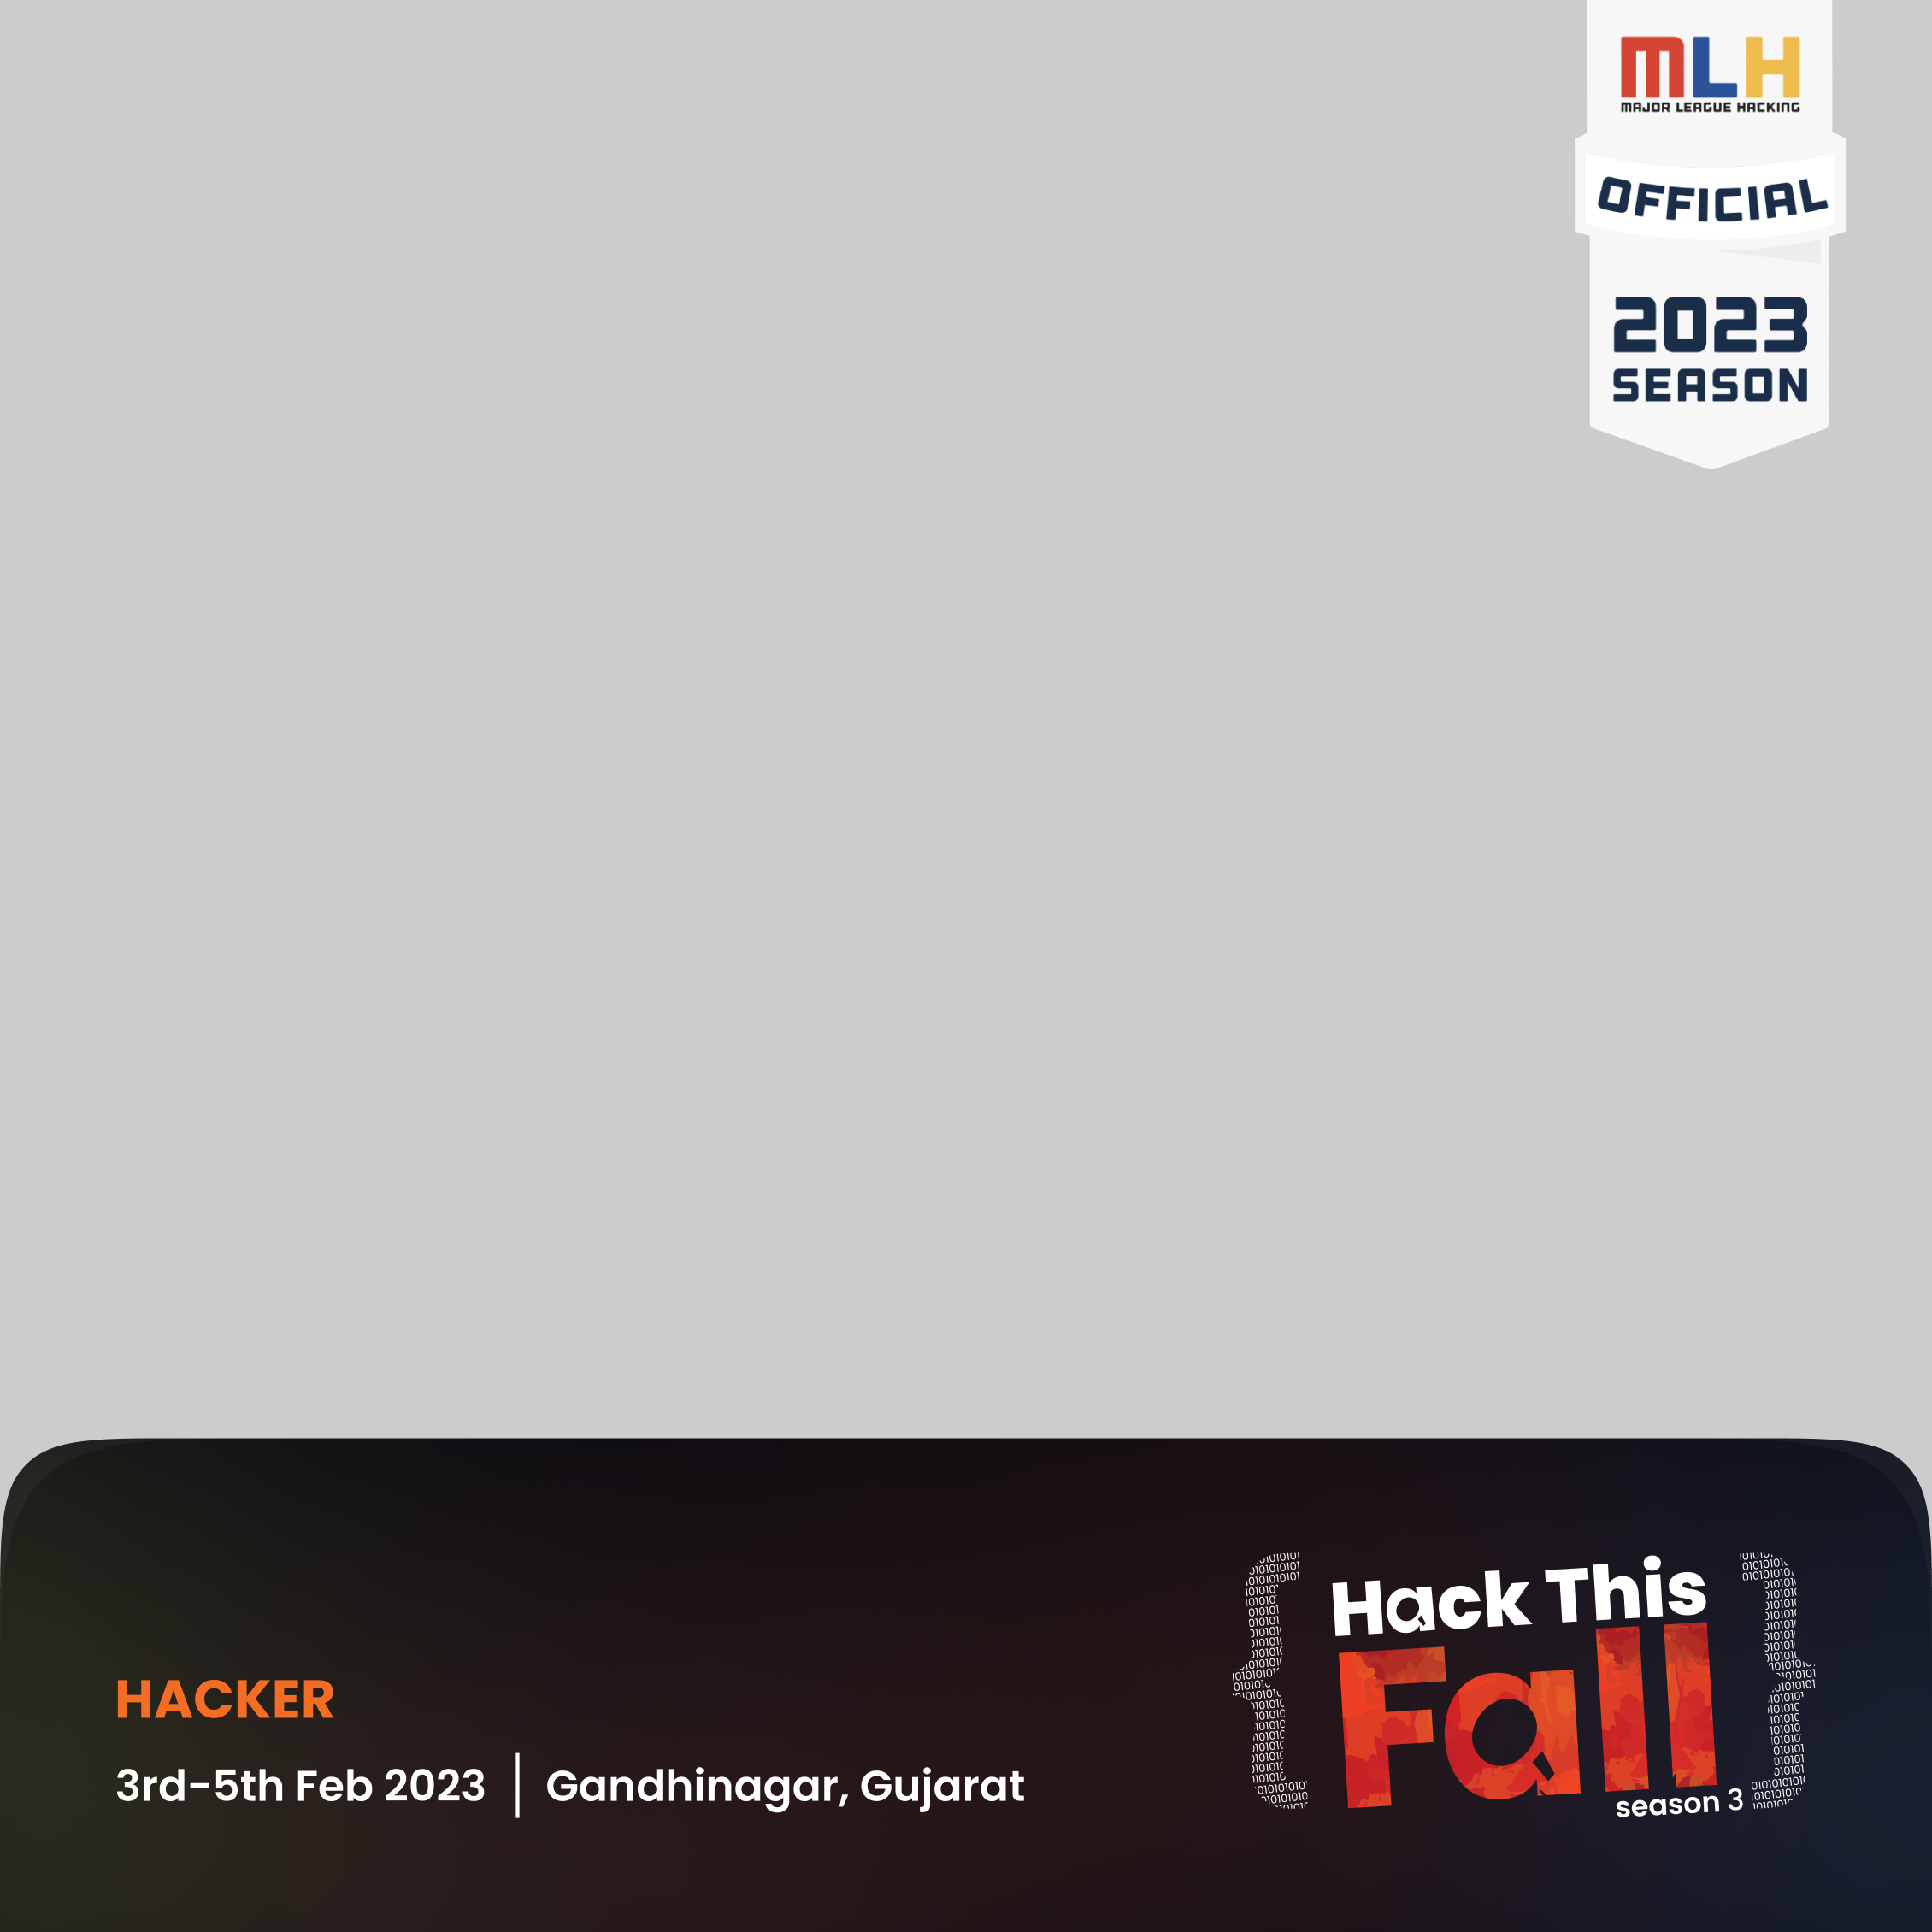 MLH
MAJOR LEAGUE HACKING
OFFICIAL
2023
SEASON
HACKER
3rd-5th Feb 2023 | Gandhinagar, Gujarat
Hack This
Fall
season 3